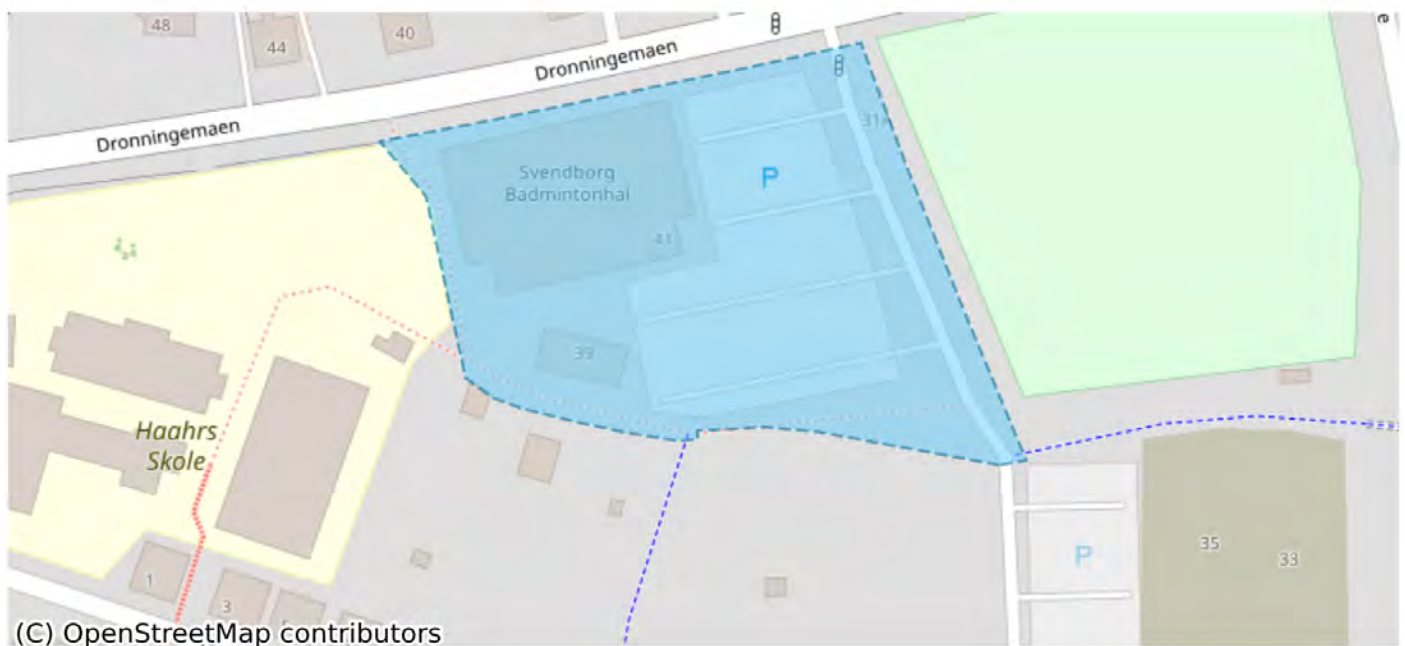 48
44
40
Dronningemaen
Dronningemaen
e
31A
Svendborg
Badmintonhal
P
41
39
Haahrs
Skole
1
3
P
35
33
(C) OpenStreetMap contributors